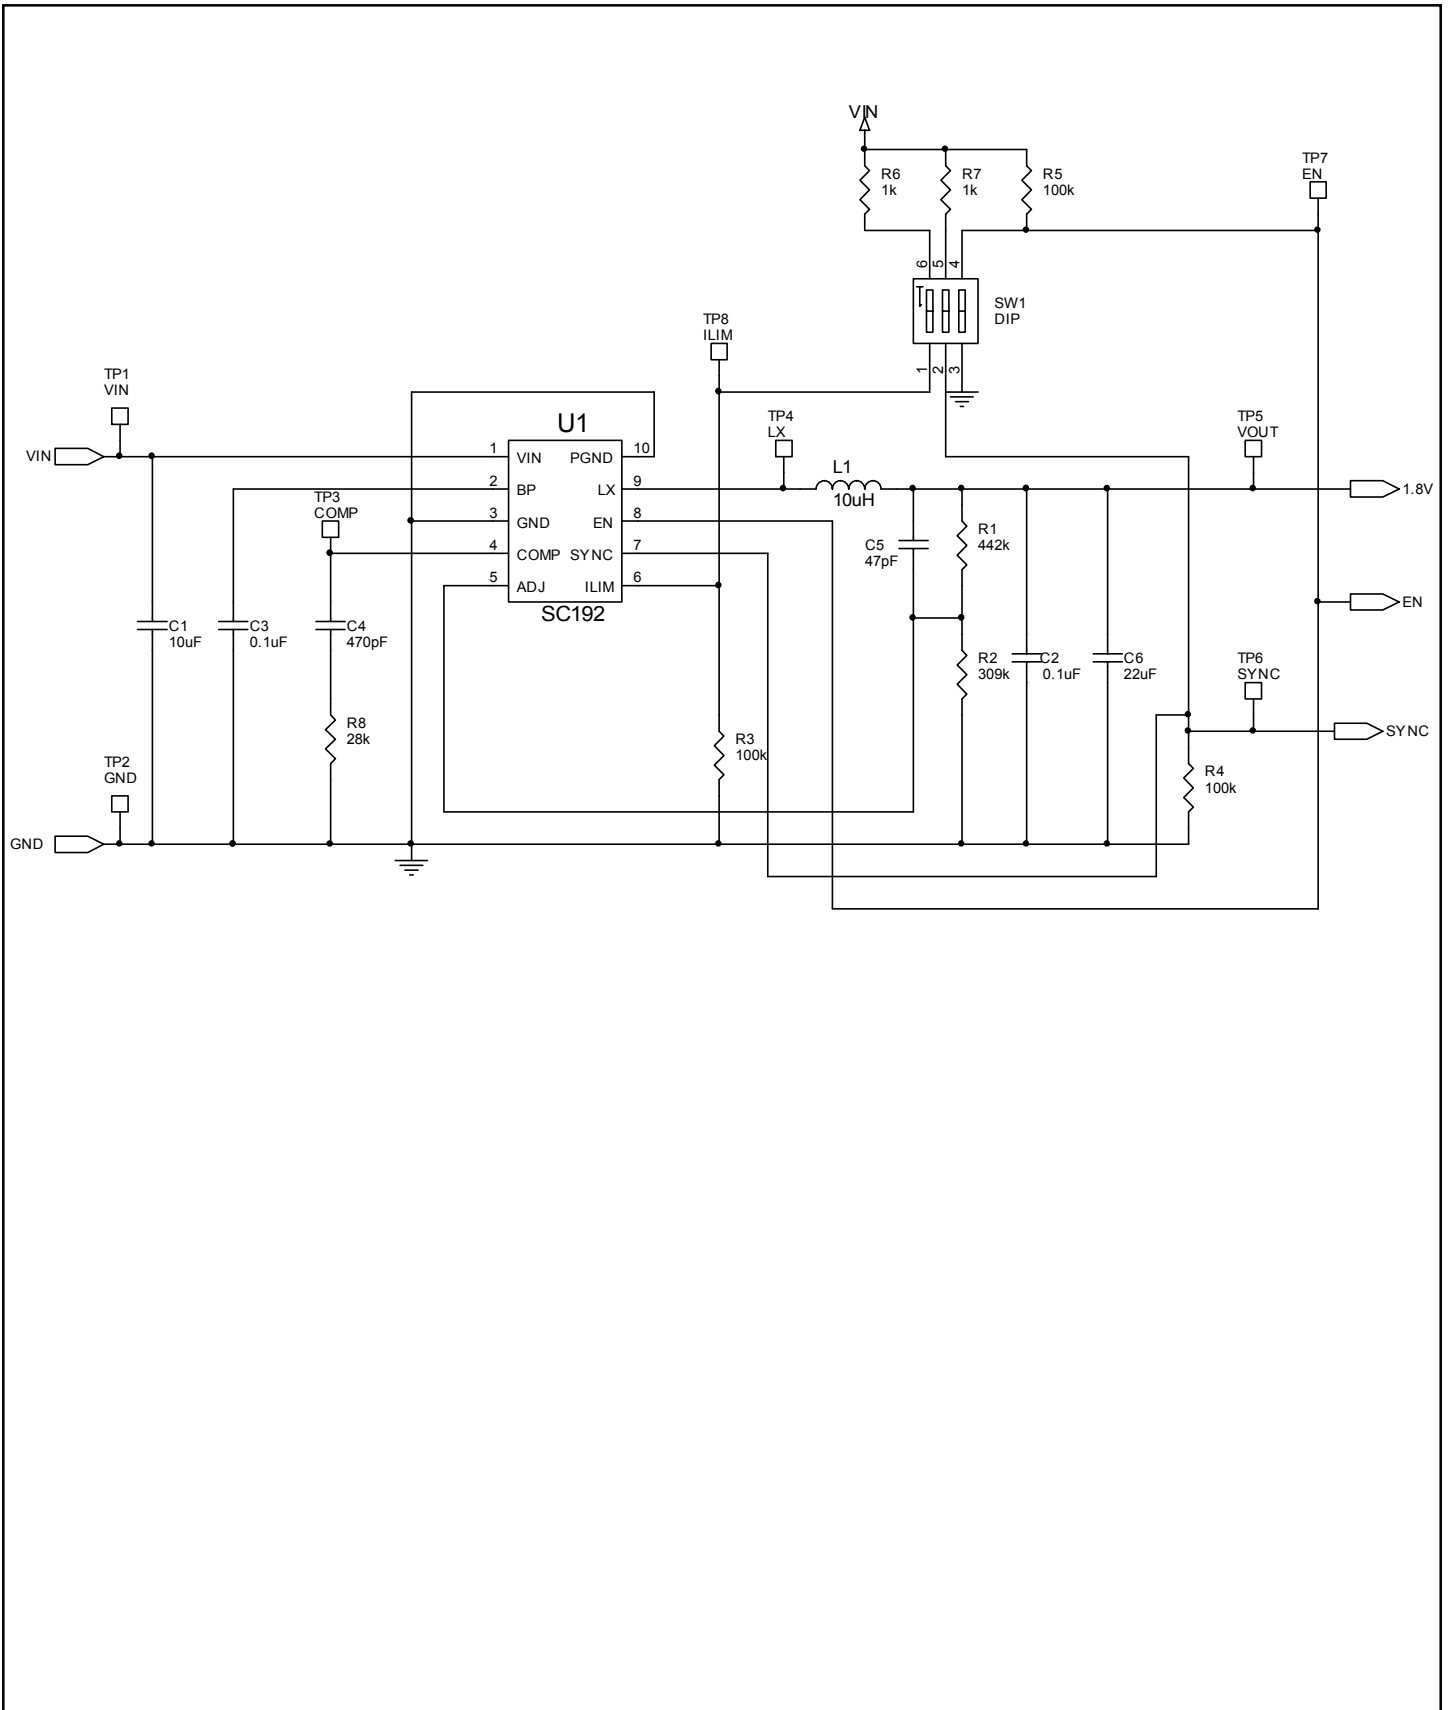 VIN
R6
1k
R7
1k
R5
100k
TP7
EN
6
5
4
SW1
DIP
1
2
3
TP8
ILIM
TP1
VIN
VIN
U1
1
VIN
PGND
10
2
BP
LX
9
3
GND
EN
8
4
COMP
SYNC
7
5
ADJ
ILIM
6
SC192
TP3
COMP
TP4
LX
L1
10uH
TP5
VOUT
1.8V
C5
47pF
R1
442k
EN
C1
10uF
C3
0.1uF
C4
470pF
R2
309k
C2
0.1uF
C6
22uF
TP6
SYNC
R8
28k
R3
100k
SYNC
TP2
GND
R4
100k
GND